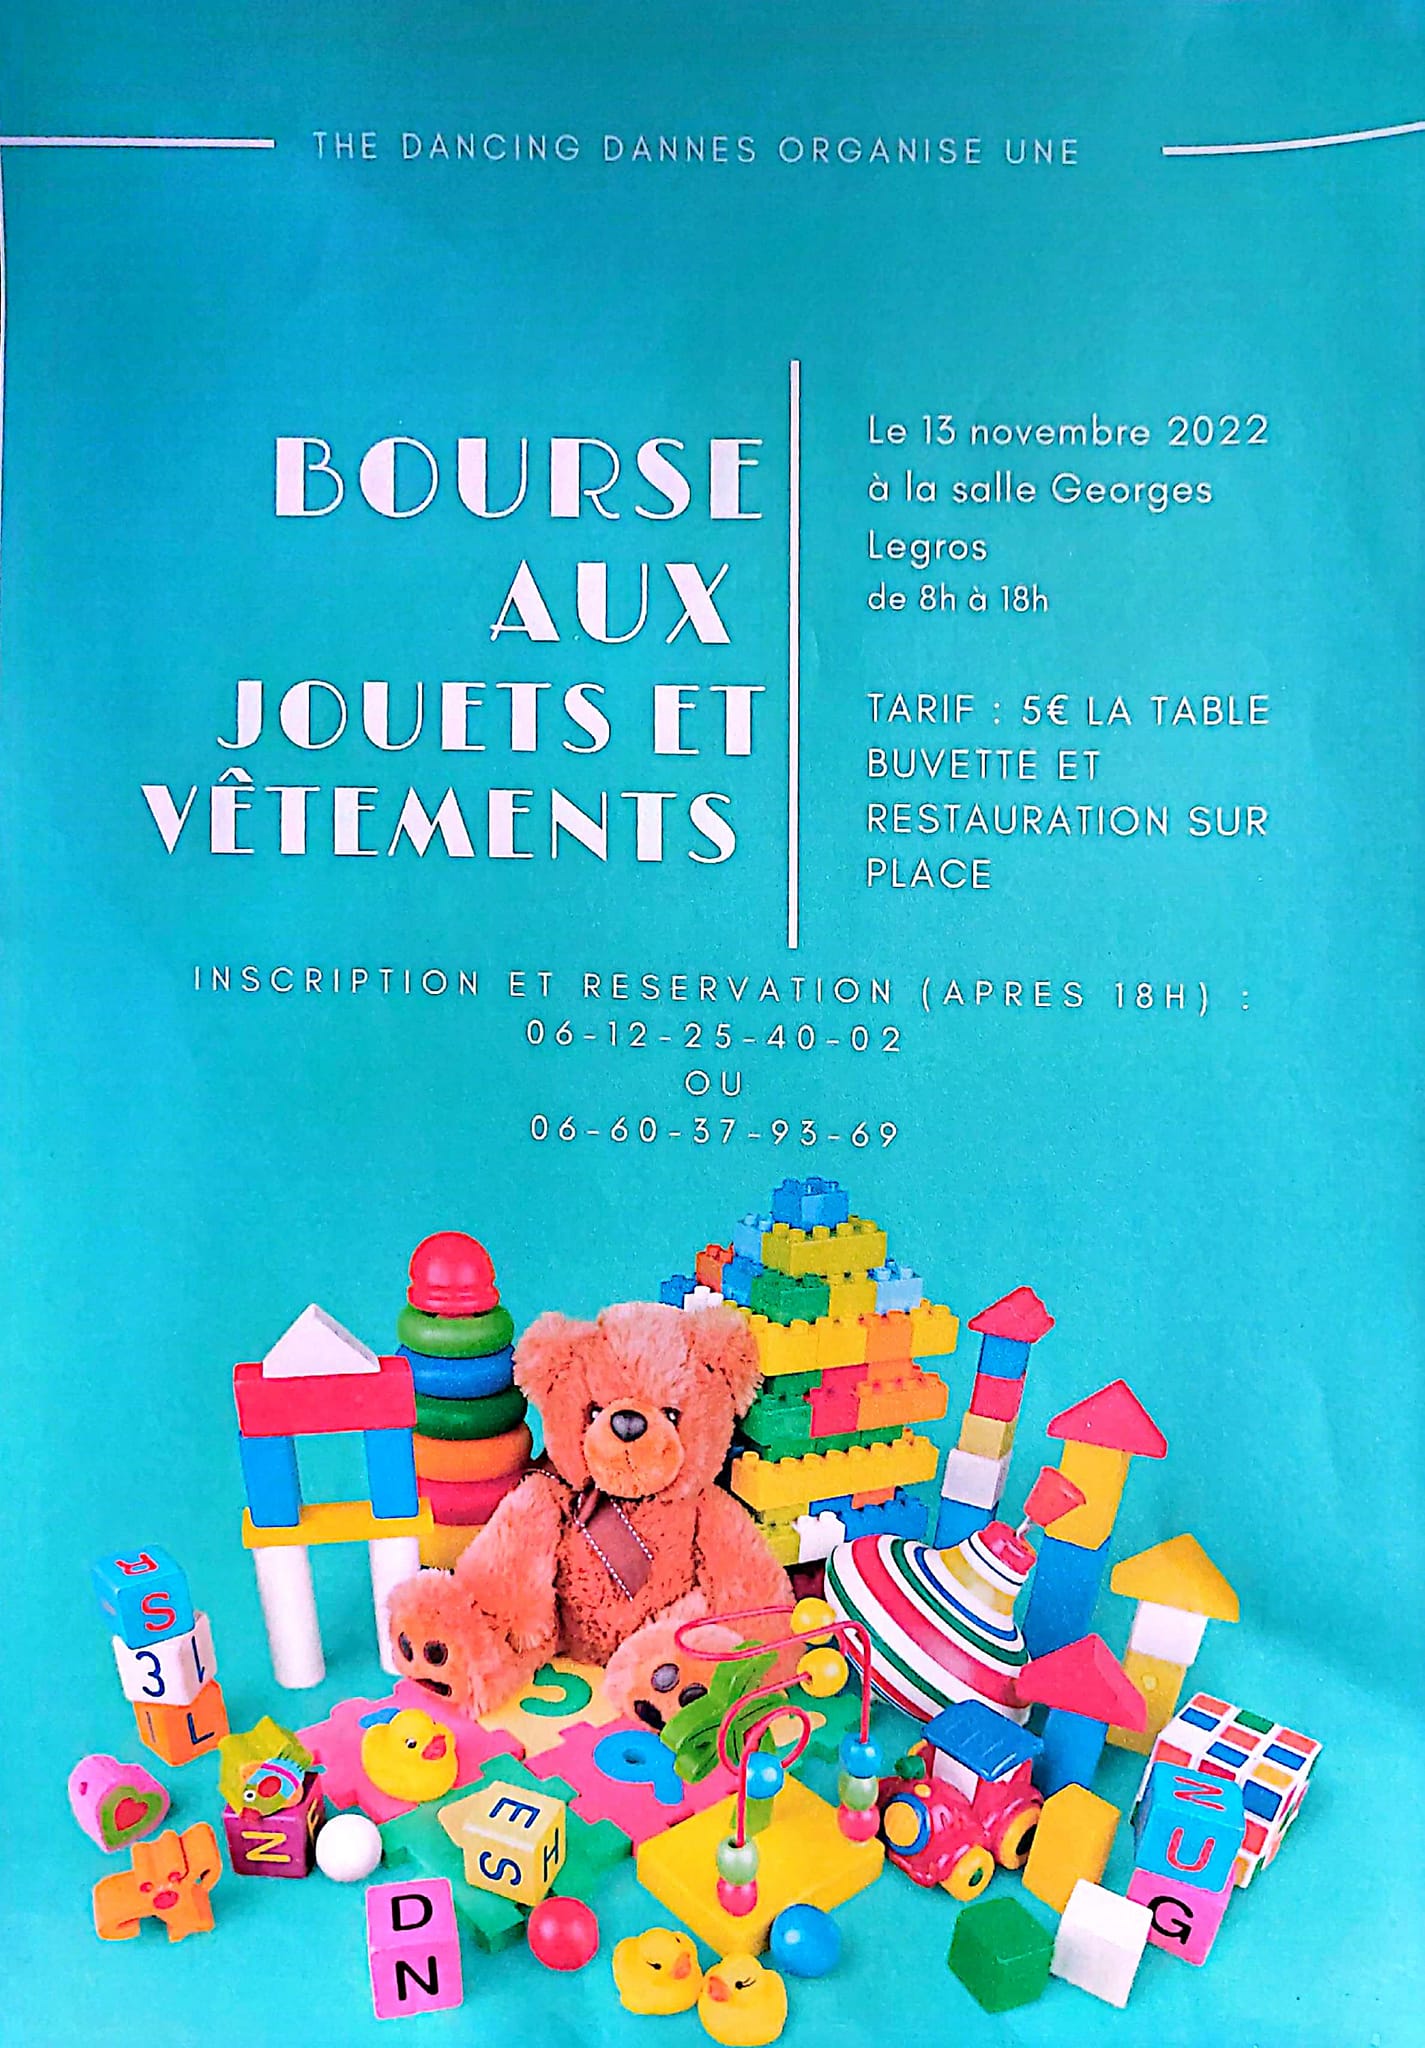 THE DANCING DANNES ORGANISE UNE
BOURSE
AUX
JOUETS ET
VÊTEMENTS
Le 13 novembre 2022
à la salle Georges
Legros
de 8h à 18h
TARIF : 5€ LA TABLE
BUVETTE ET
RESTAURATION SUR
PLACE
INSCRIPTION ET RESERVATION (APRES 18H) :
06-12-25-40-02
OU
06-60-37-93-69
R
S
3
L
N
E
S
H
D
N
Z
U
G